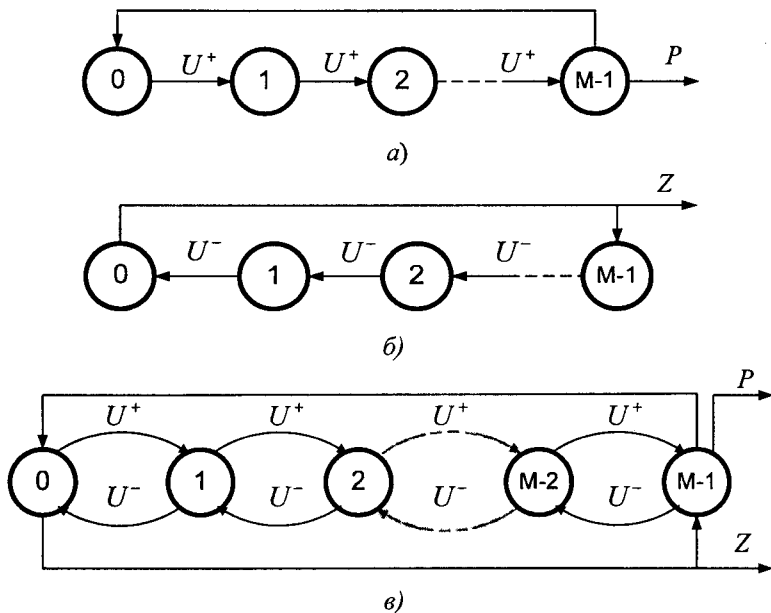 U⁺ U⁺ U⁺ P
0 1 2 M-1
а)
Z
U⁻ U⁻ U⁻
0 1 2 M-1
б)
P
U⁺ U⁺ U⁺ U⁺
0 1 2 M-2 M-1
U⁻ U⁻ U⁻ U⁻
Z
в)